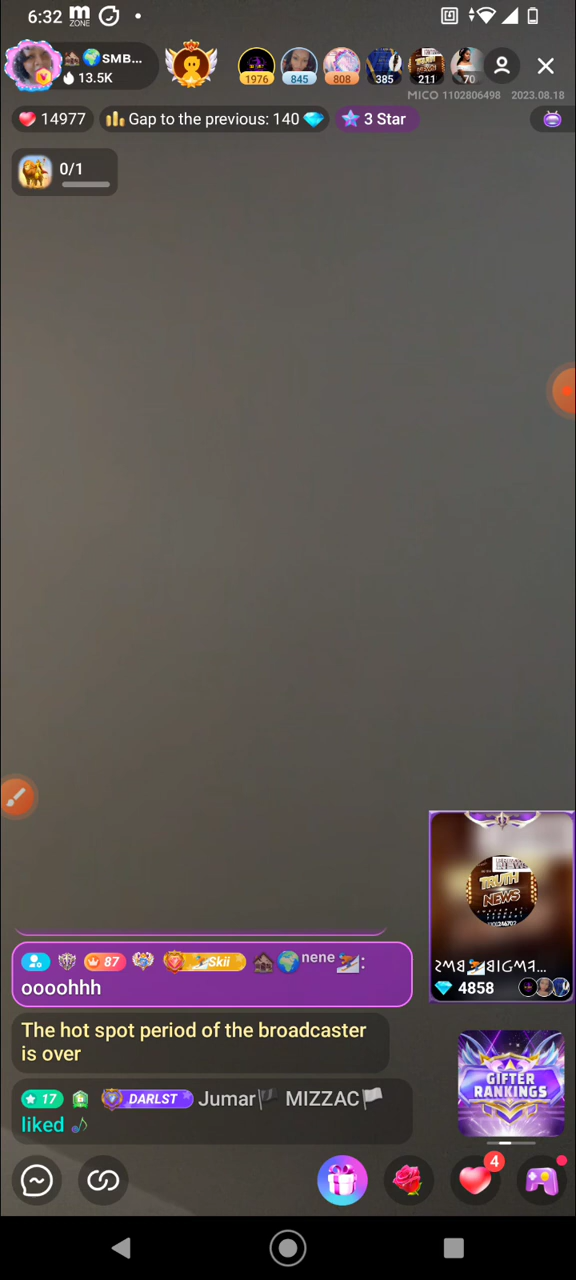 6:32 m ZONE
SMB...
13.5K
1976 845 808 385 211 70
MICO 1102806498 2023.08.18
14977
Gap to the previous: 140
3 Star
0/1
TRUTH
NEWS
4858
87 Skii nene :
oooohhh
The hot spot period of the broadcaster
is over
GIFTER
RANKINGS
17 DARLST Jumar🏴 MIZZAC🏳
liked
4